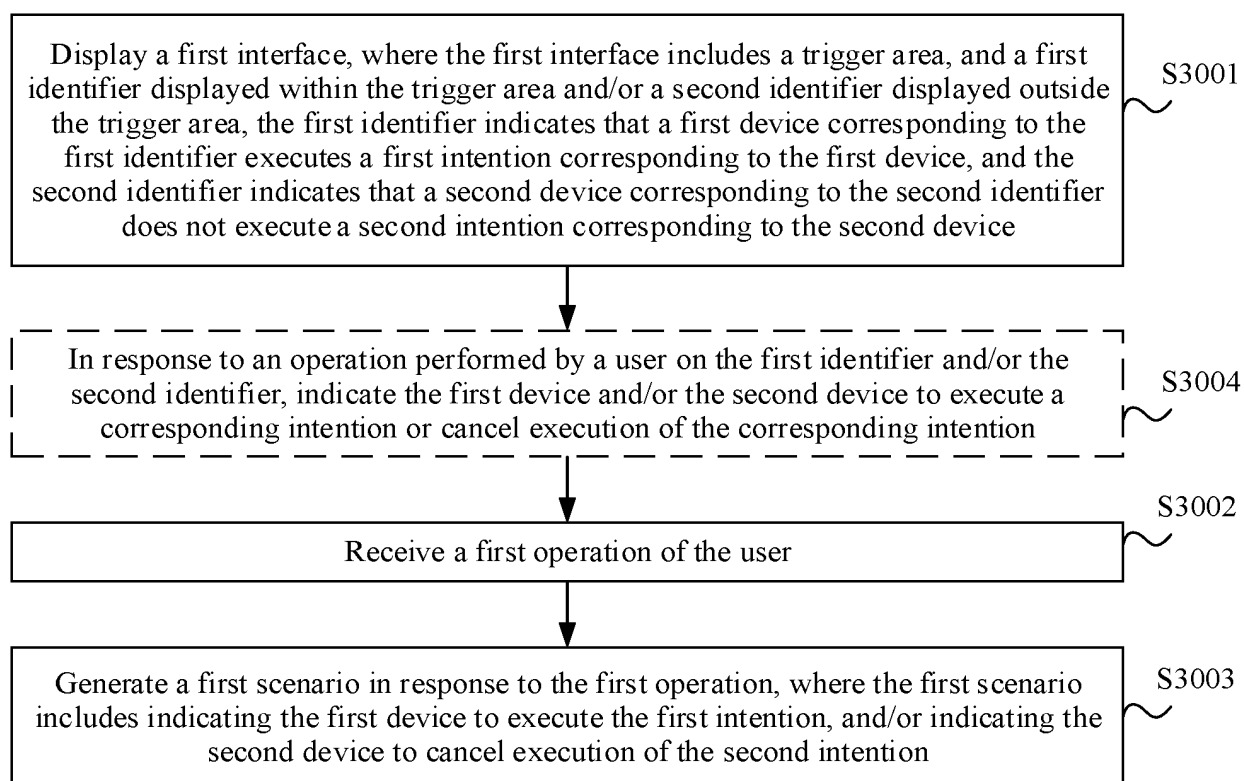 Display a first interface, where the first interface includes a trigger area, and a first
identifier displayed within the trigger area and/or a second identifier displayed outside
the trigger area, the first identifier indicates that a first device corresponding to the
first identifier executes a first intention corresponding to the first device, and the
second identifier indicates that a second device corresponding to the second identifier
does not execute a second intention corresponding to the second device
S3001
In response to an operation performed by a user on the first identifier and/or the
second identifier, indicate the first device and/or the second device to execute a
corresponding intention or cancel execution of the corresponding intention
S3004
Receive a first operation of the user
S3002
Generate a first scenario in response to the first operation, where the first scenario
includes indicating the first device to execute the first intention, and/or indicating the
second device to cancel execution of the second intention
S3003